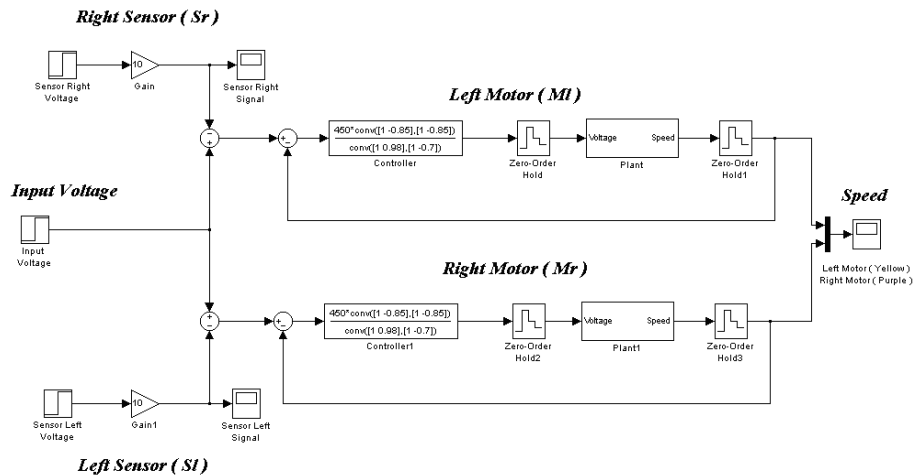 Right Sensor ( Sr )
10
Sensor Right
Voltage
Gain
Sensor Right
Signal
Left Motor ( Ml )
450*conv([1 -0.85],[1 -0.85])
conv([1 0.98],[1 -0.7])
Controller
Zero-Order
Hold
Voltage
Speed
Plant
Zero-Order
Hold1
Input Voltage
Input
Voltage
Speed
Left Motor ( Yellow )
Right Motor ( Purple )
Right Motor ( Mr )
450*conv([1 -0.85],[1 -0.85])
conv([1 0.98],[1 -0.7])
Controller1
Zero-Order
Hold2
Voltage
Speed
Plant1
Zero-Order
Hold3
10
Sensor Left
Voltage
Gain1
Sensor Left
Signal
Left Sensor ( Sl )